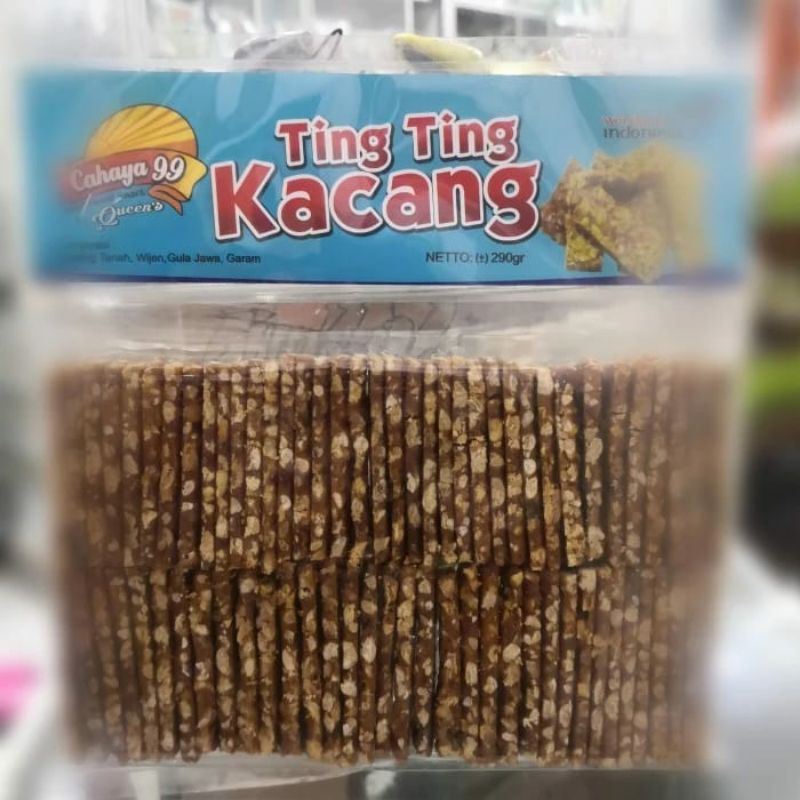 Cahaya 99
Queen's
Ting Ting
Kacang
indonesia
Tanah, Wijen,Gula Jawa, Garam
NETTO: (±) 290gr